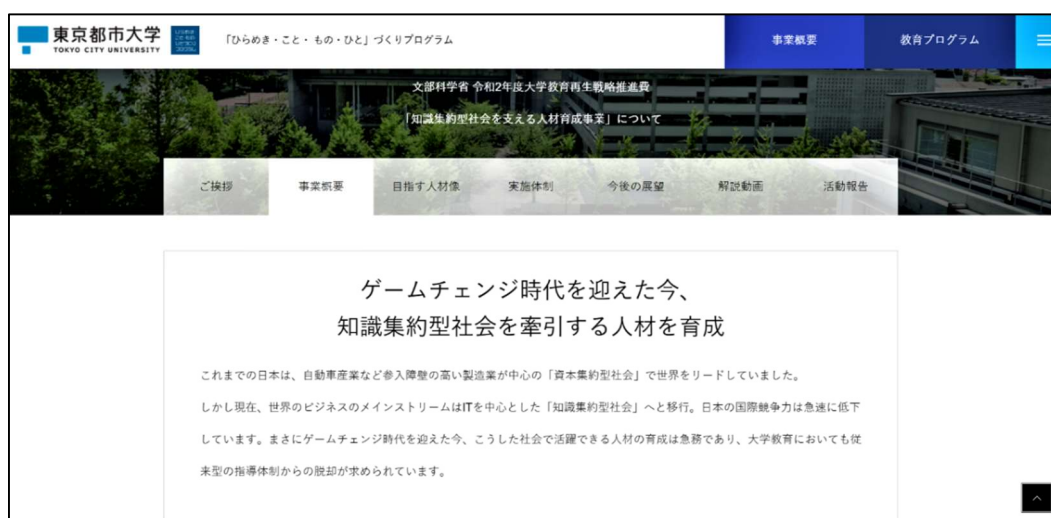 東京都市大学
TOKYO CITY UNIVERSITY
「ひらめき・こと・もの・ひと」づくりプログラム
事業概要
教育プログラム
文部科学省 令和2年度大学教育再生戦略推進費
「知識集約型社会を支える人材育成事業」について
ご挨拶
事業概要
目指す人材像
実施体制
今後の展望
解説動画
活動報告
ゲームチェンジ時代を迎えた今、
知識集約型社会を牽引する人材を育成
これまでの日本は、自動車産業など参入障壁の高い製造業が中心の「資本集約型社会」で世界をリードしていました。
しかし現在、世界のビジネスのメインストリームはITを中心とした「知識集約型社会」へと移行。日本の国際競争力は急速に低下
しています。まさにゲームチェンジ時代を迎えた今、こうした社会で活躍できる人材の育成は急務であり、大学教育においても従
来型の指導体制からの脱却が求められています。